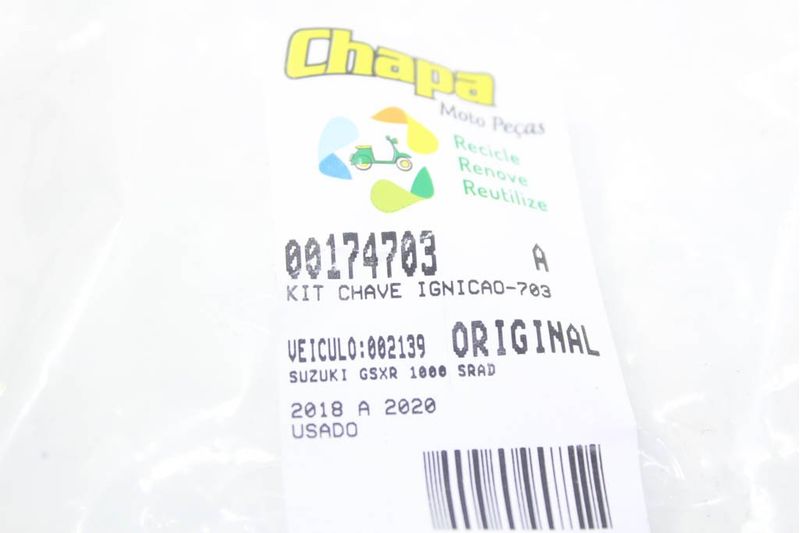 Chapa
Moto Peças
Recicle
Renove
Reutilize
00174703 A
KIT CHAVE IGNICAO-703
VEICULO:002139 ORIGINAL
SUZUKI GSXR 1000 SRAD
2018 A 2020
USADO